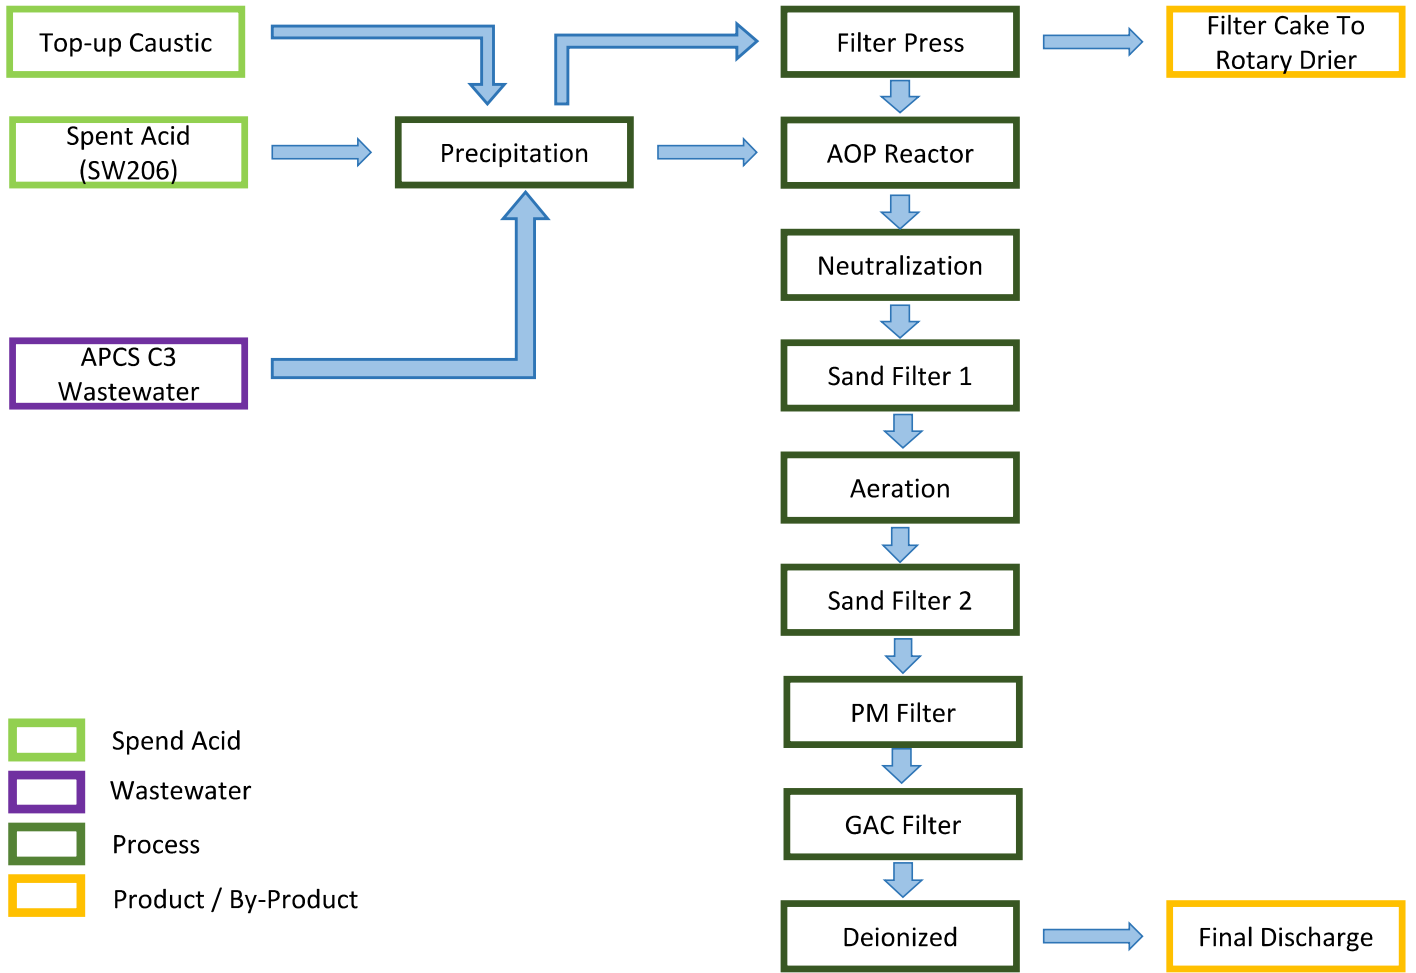 Top-up Caustic
Filter Press
Filter Cake To
Rotary Drier
Spent Acid
(SW206)
Precipitation
AOP Reactor
Neutralization
APCS C3
Wastewater
Sand Filter 1
Aeration
Sand Filter 2
PM Filter
GAC Filter
Deionized
Final Discharge
Spend Acid
Wastewater
Process
Product / By-Product